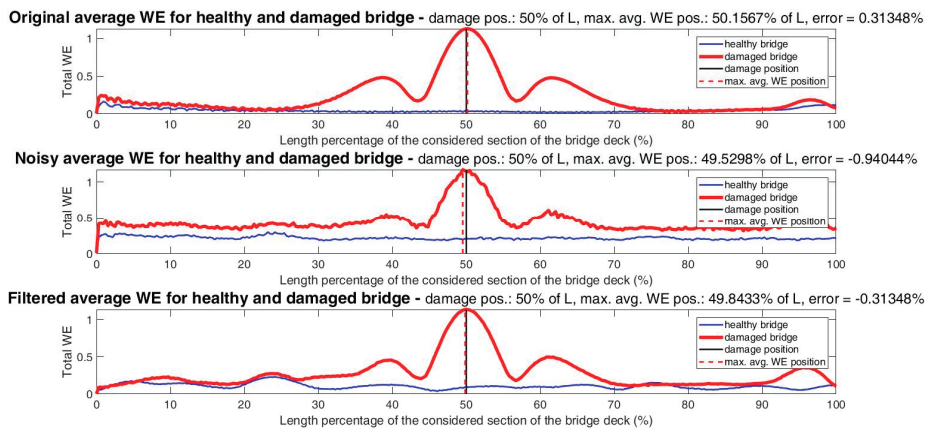 Original average WE for healthy and damaged bridge - damage pos.: 50% of L, max. avg. WE pos.: 50.1567% of L, error = 0.31348%
Total WE
1
0.5
0
healthy bridge
damaged bridge
damage position
max. avg. WE position
0 10 20 30 40 50 60 70 80 90 100
Length percentage of the considered section of the bridge deck (%)
Noisy average WE for healthy and damaged bridge - damage pos.: 50% of L, max. avg. WE pos.: 49.5298% of L, error = -0.94044%
Total WE
1
0.5
0
healthy bridge
damaged bridge
damage position
max. avg. WE position
0 10 20 30 40 50 60 70 80 90 100
Length percentage of the considered section of the bridge deck (%)
Filtered average WE for healthy and damaged bridge - damage pos.: 50% of L, max. avg. WE pos.: 49.8433% of L, error = -0.31348%
Total WE
1
0.5
0
healthy bridge
damaged bridge
damage position
max. avg. WE position
0 10 20 30 40 50 60 70 80 90 100
Length percentage of the considered section of the bridge deck (%)